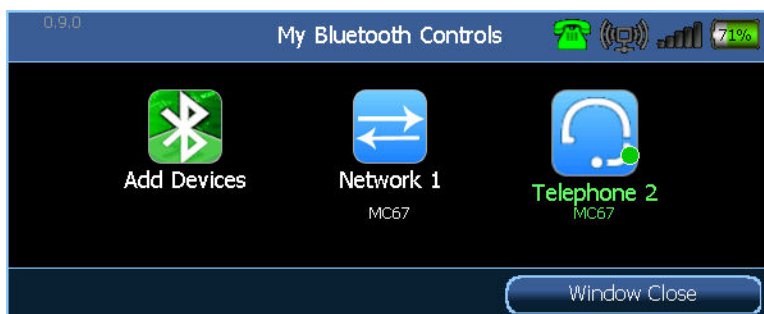 0.9.0
My Bluetooth Controls
71%
Add Devices
Network 1
MC67
Telephone 2
MC67
Window Close